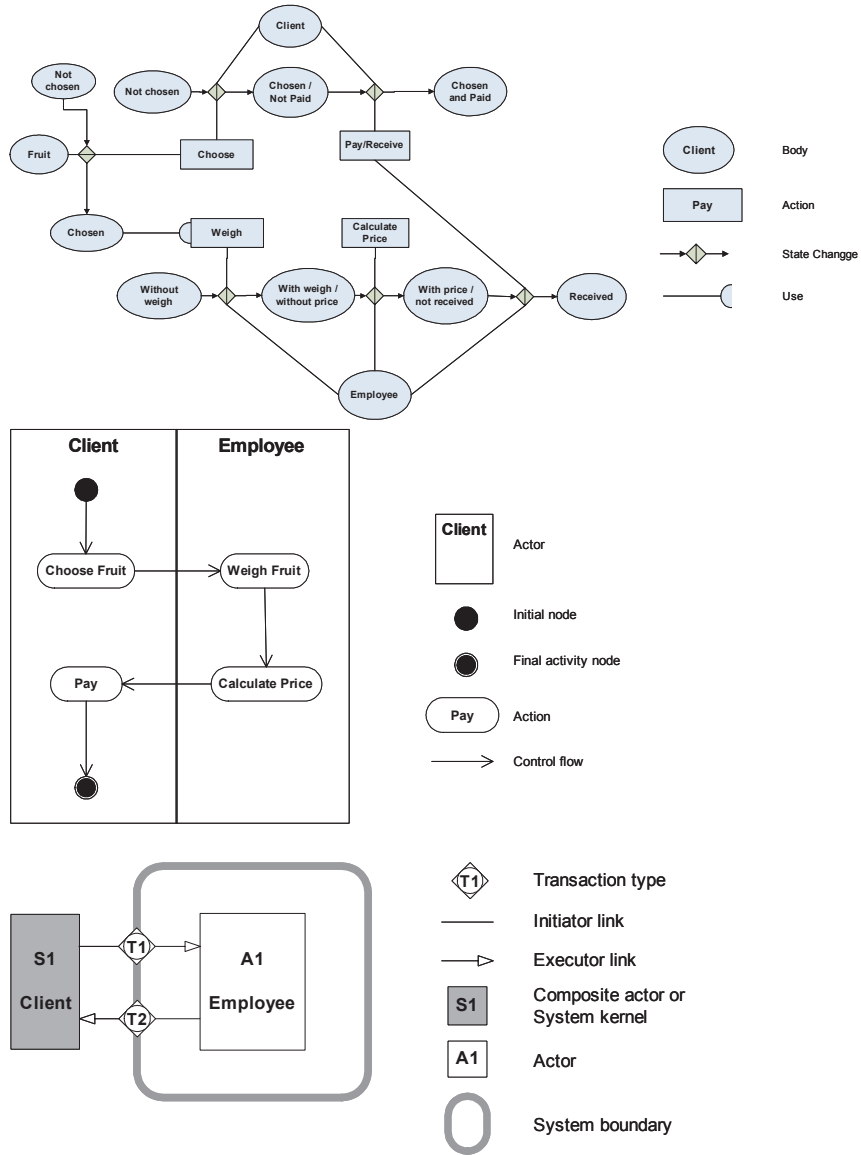 Client
Not
chosen
Not chosen
Chosen /
Not Paid
Chosen
and Paid
Fruit
Choose
Pay/Receive
Chosen
Weigh
Calculate
Price
Without
weigh
With weigh /
without price
With price /
not received
Received
Employee
Client
Body
Pay
Action
State Changge
Use
Client
Employee
Choose Fruit
Weigh Fruit
Pay
Calculate Price
Client
Actor
Initial node
Final activity node
Pay
Action
Control flow
S1
Client
T1
T2
A1
Employee
T1
Transaction type
Initiator link
Executor link
S1
Composite actor or
System kernel
A1
Actor
System boundary